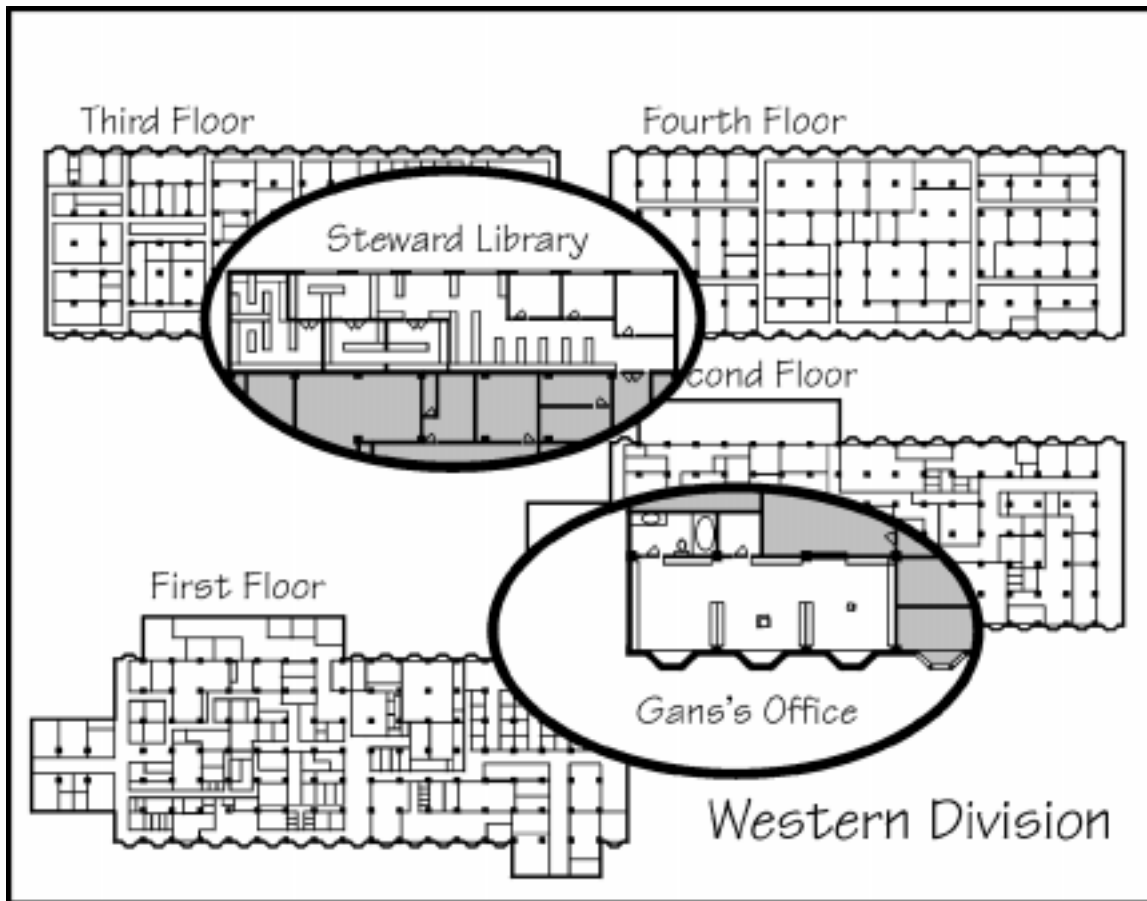 Third Floor
Fourth Floor
Steward Library
cond Floor
First Floor
Gans's Office
Western Division